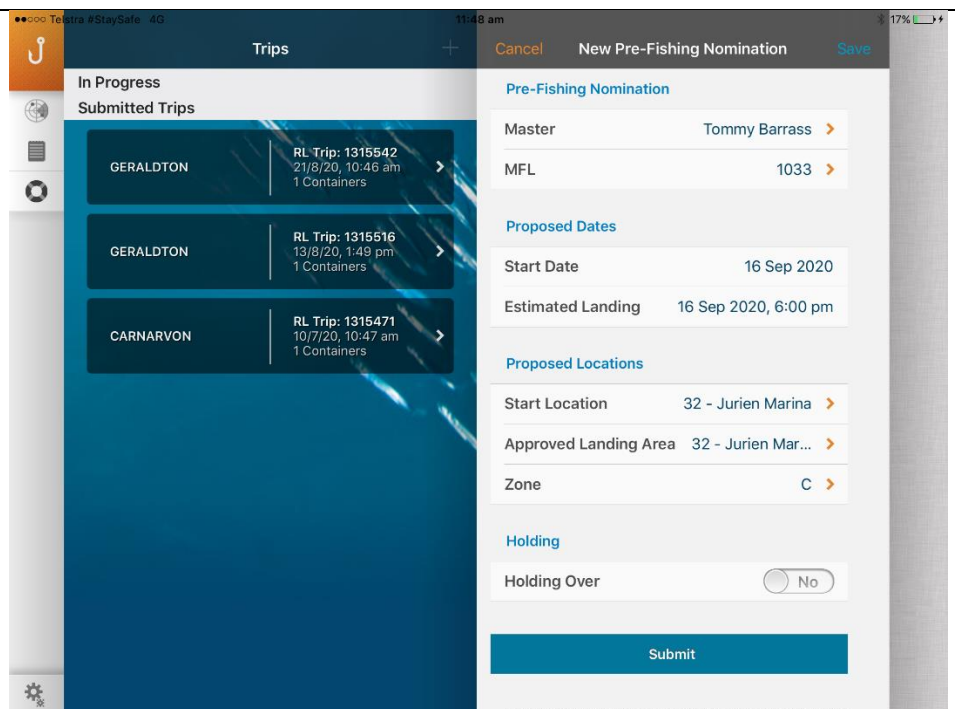 ●●○○○ Telstra #StaySafe 4G 11:48 am 17%
Trips +
In Progress
Submitted Trips
GERALDTON
RL Trip: 1315542
21/8/20, 10:46 am
1 Containers
GERALDTON
RL Trip: 1315516
13/8/20, 1:49 pm
1 Containers
CARNARVON
RL Trip: 1315471
10/7/20, 10:47 am
1 Containers
Cancel New Pre-Fishing Nomination Save
Pre-Fishing Nomination
Master Tommy Barrass
MFL 1033
Proposed Dates
Start Date 16 Sep 2020
Estimated Landing 16 Sep 2020, 6:00 pm
Proposed Locations
Start Location 32 - Jurien Marina
Approved Landing Area 32 - Jurien Mar...
Zone C
Holding
Holding Over No
Submit